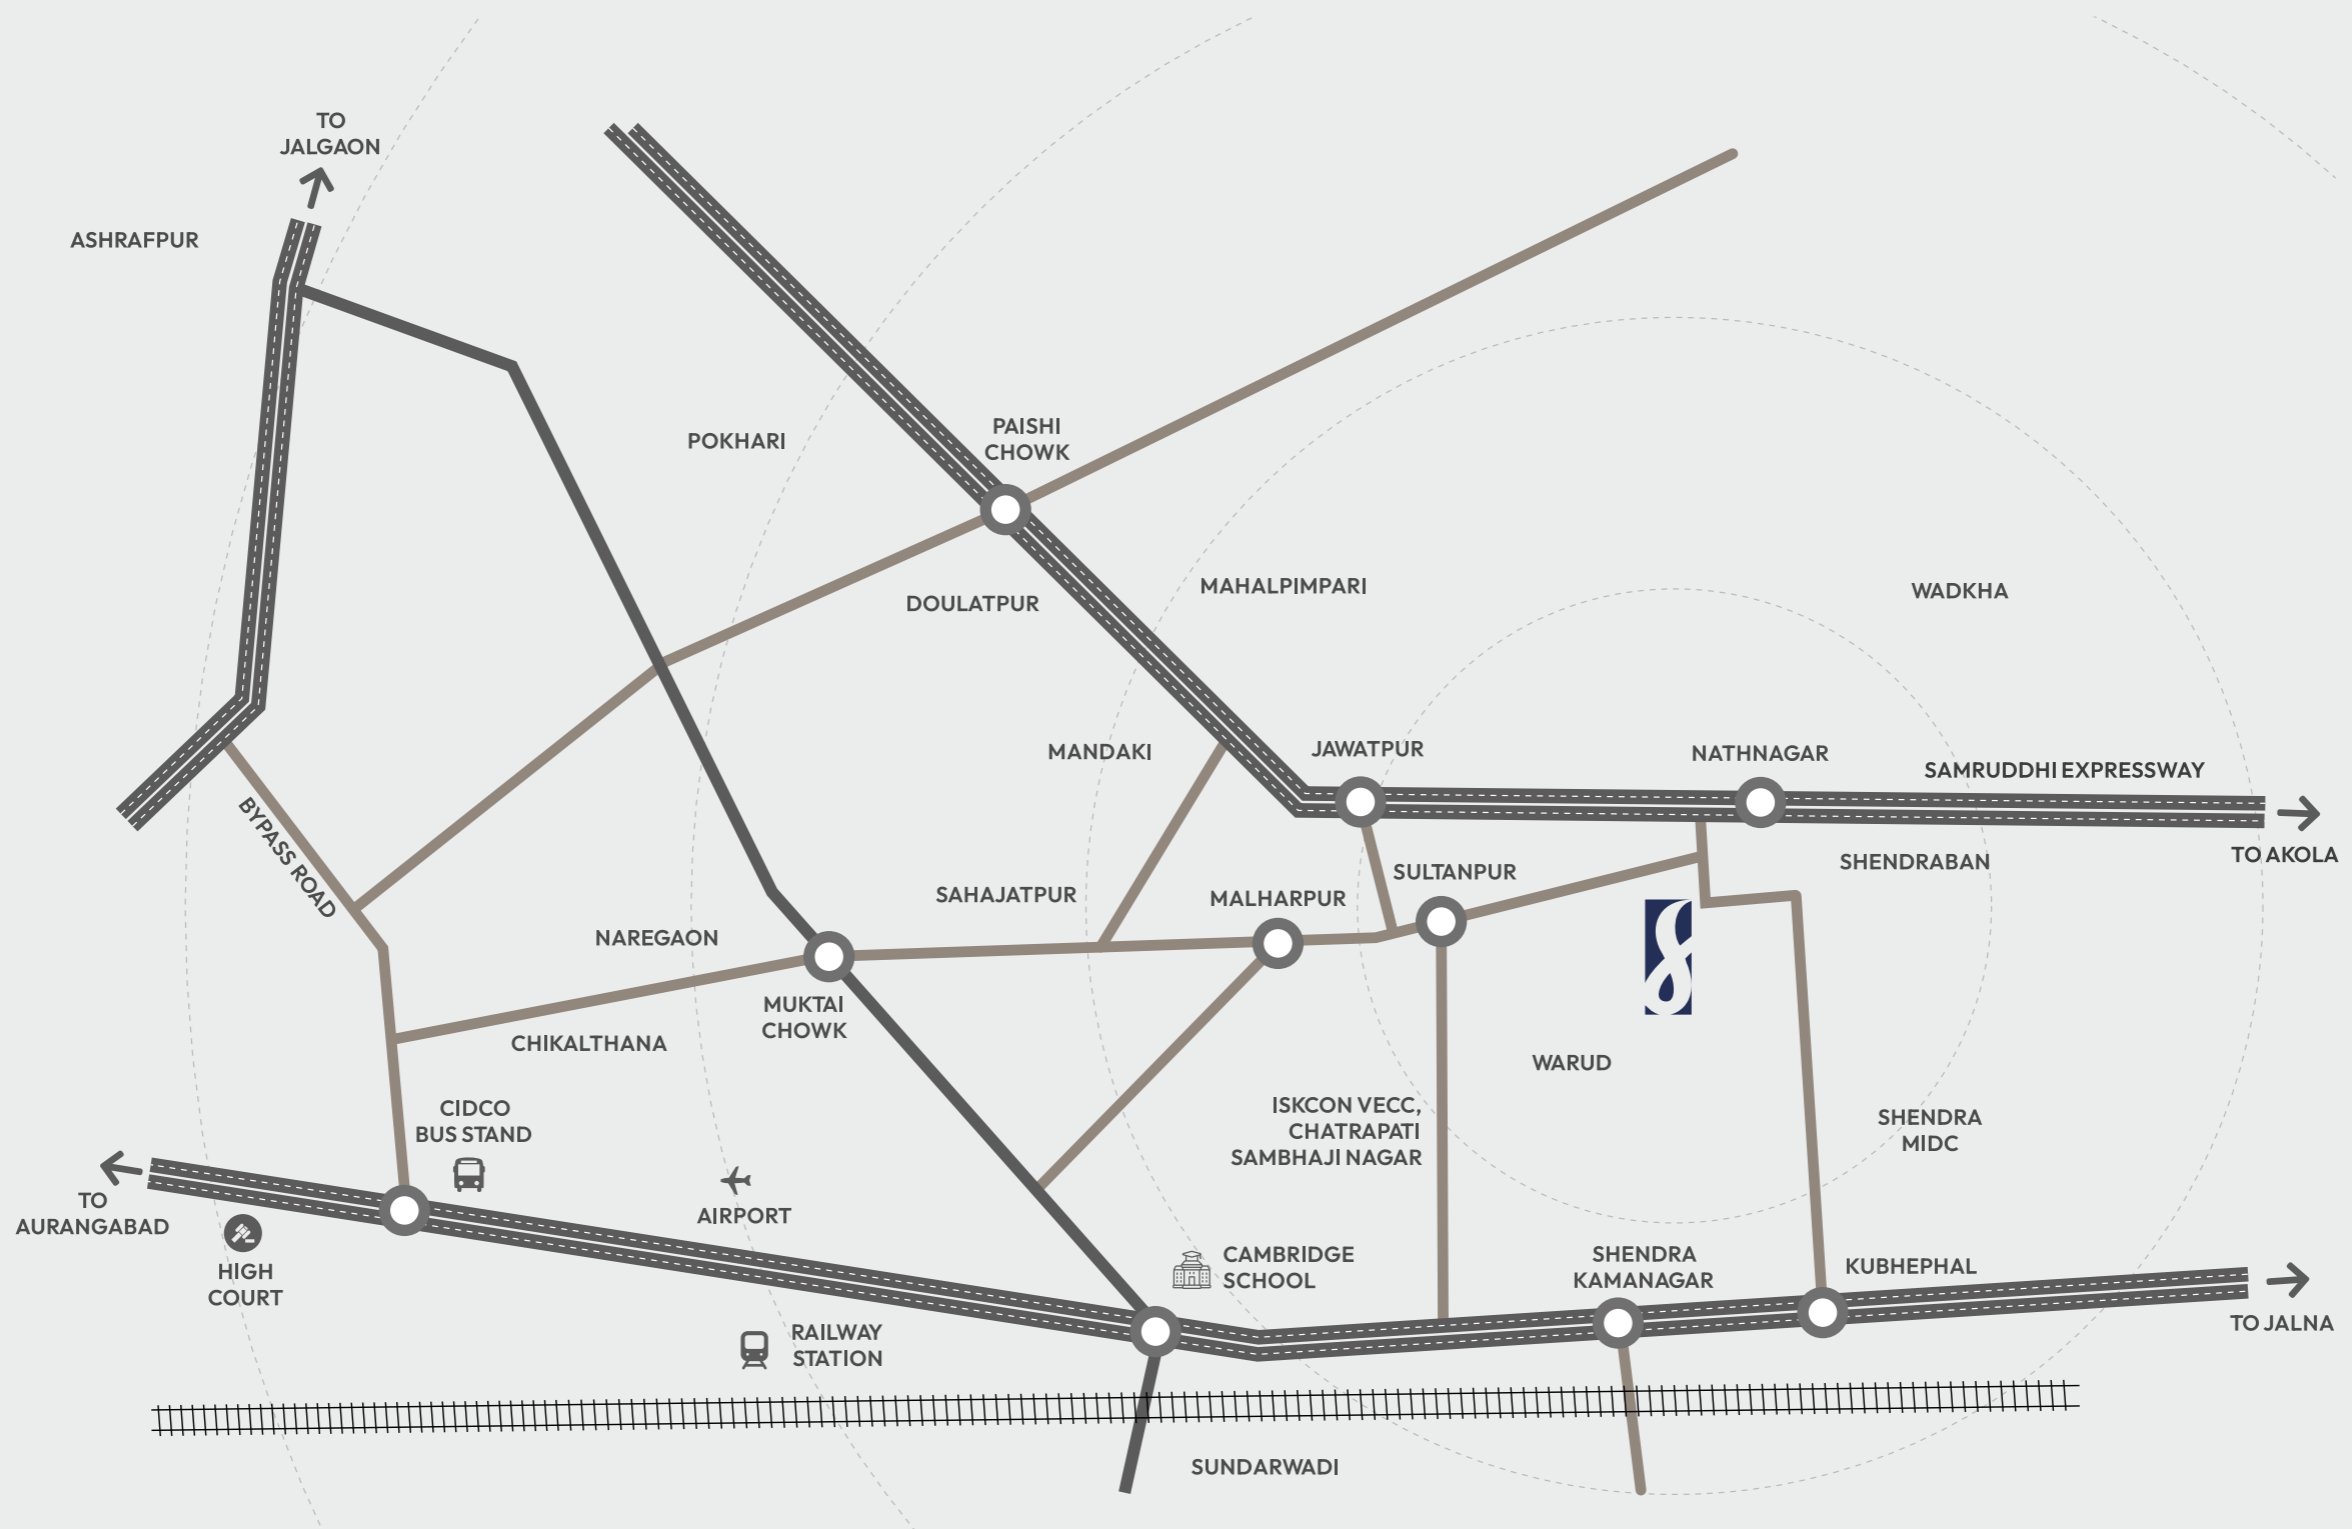 TO
JALGAON
ASHRAFPUR
PAISHI
CHOWK
POKHARI
MAHALPIMPARI
WADKHA
DOULATPUR
MANDAKI
JAWATPUR
NATHNAGAR
SAMRUDDHI EXPRESSWAY
TO AKOLA
BYPASS ROAD
SULTANPUR
SHENDRABAN
SAHAJATPUR
MALHARPUR
NAREGAON
MUKTAI
CHOWK
CHIKALTHANA
WARUD
CIDCO
BUS STAND
ISKCON VECC,
CHATRAPATI
SAMBHAJI NAGAR
SHENDRA
MIDC
TO
AURANGABAD
AIRPORT
HIGH
COURT
CAMBRIDGE
SCHOOL
SHENDRA
KAMANAGAR
KUBHEPHAL
TO JALNA
RAILWAY
STATION
SUNDARWADI